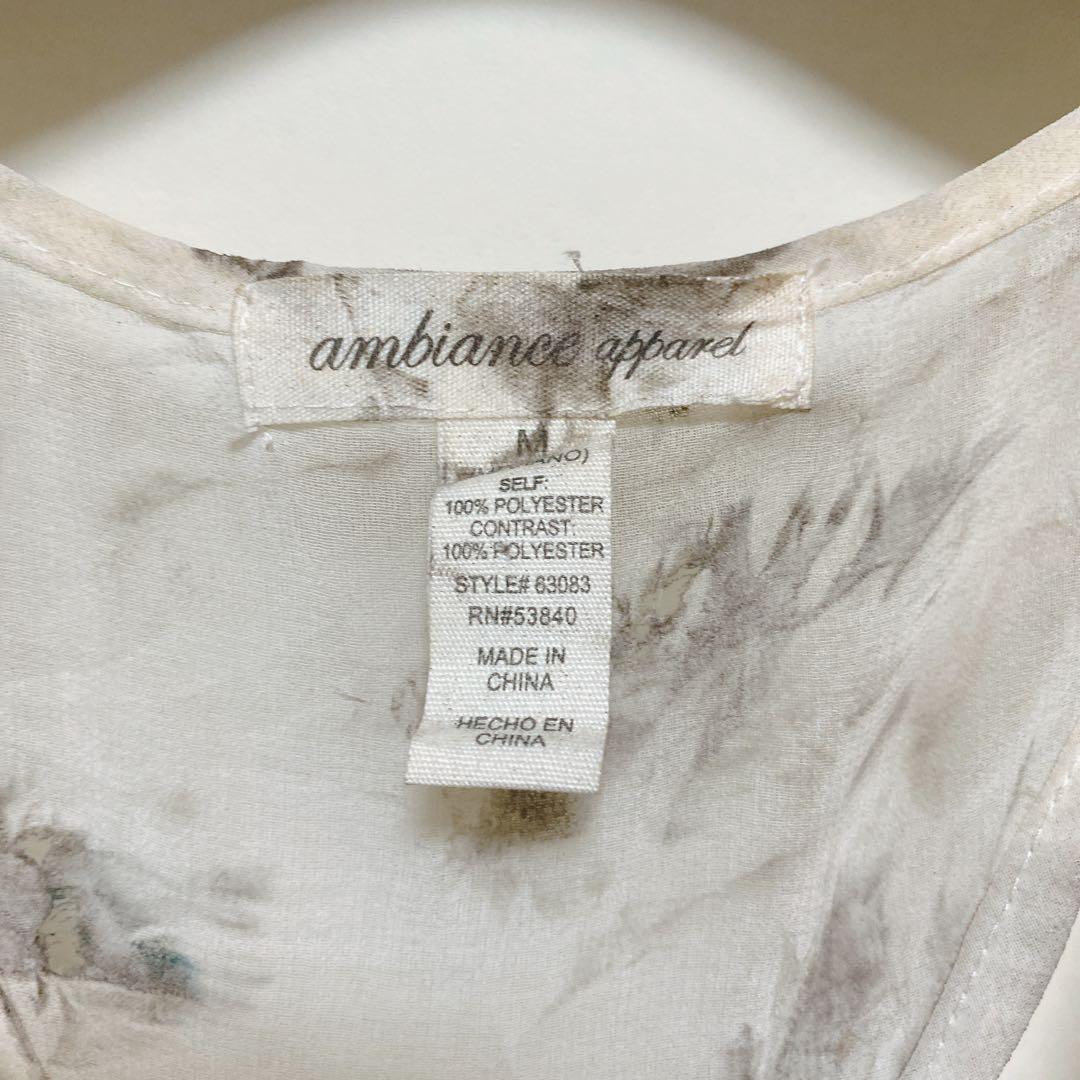 ambiance apparel
M
SELF:
100% POLYESTER
CONTRAST:
100% POLYESTER
STYLE# 63083
RN#53840
MADE IN
CHINA
HECHO EN
CHINA